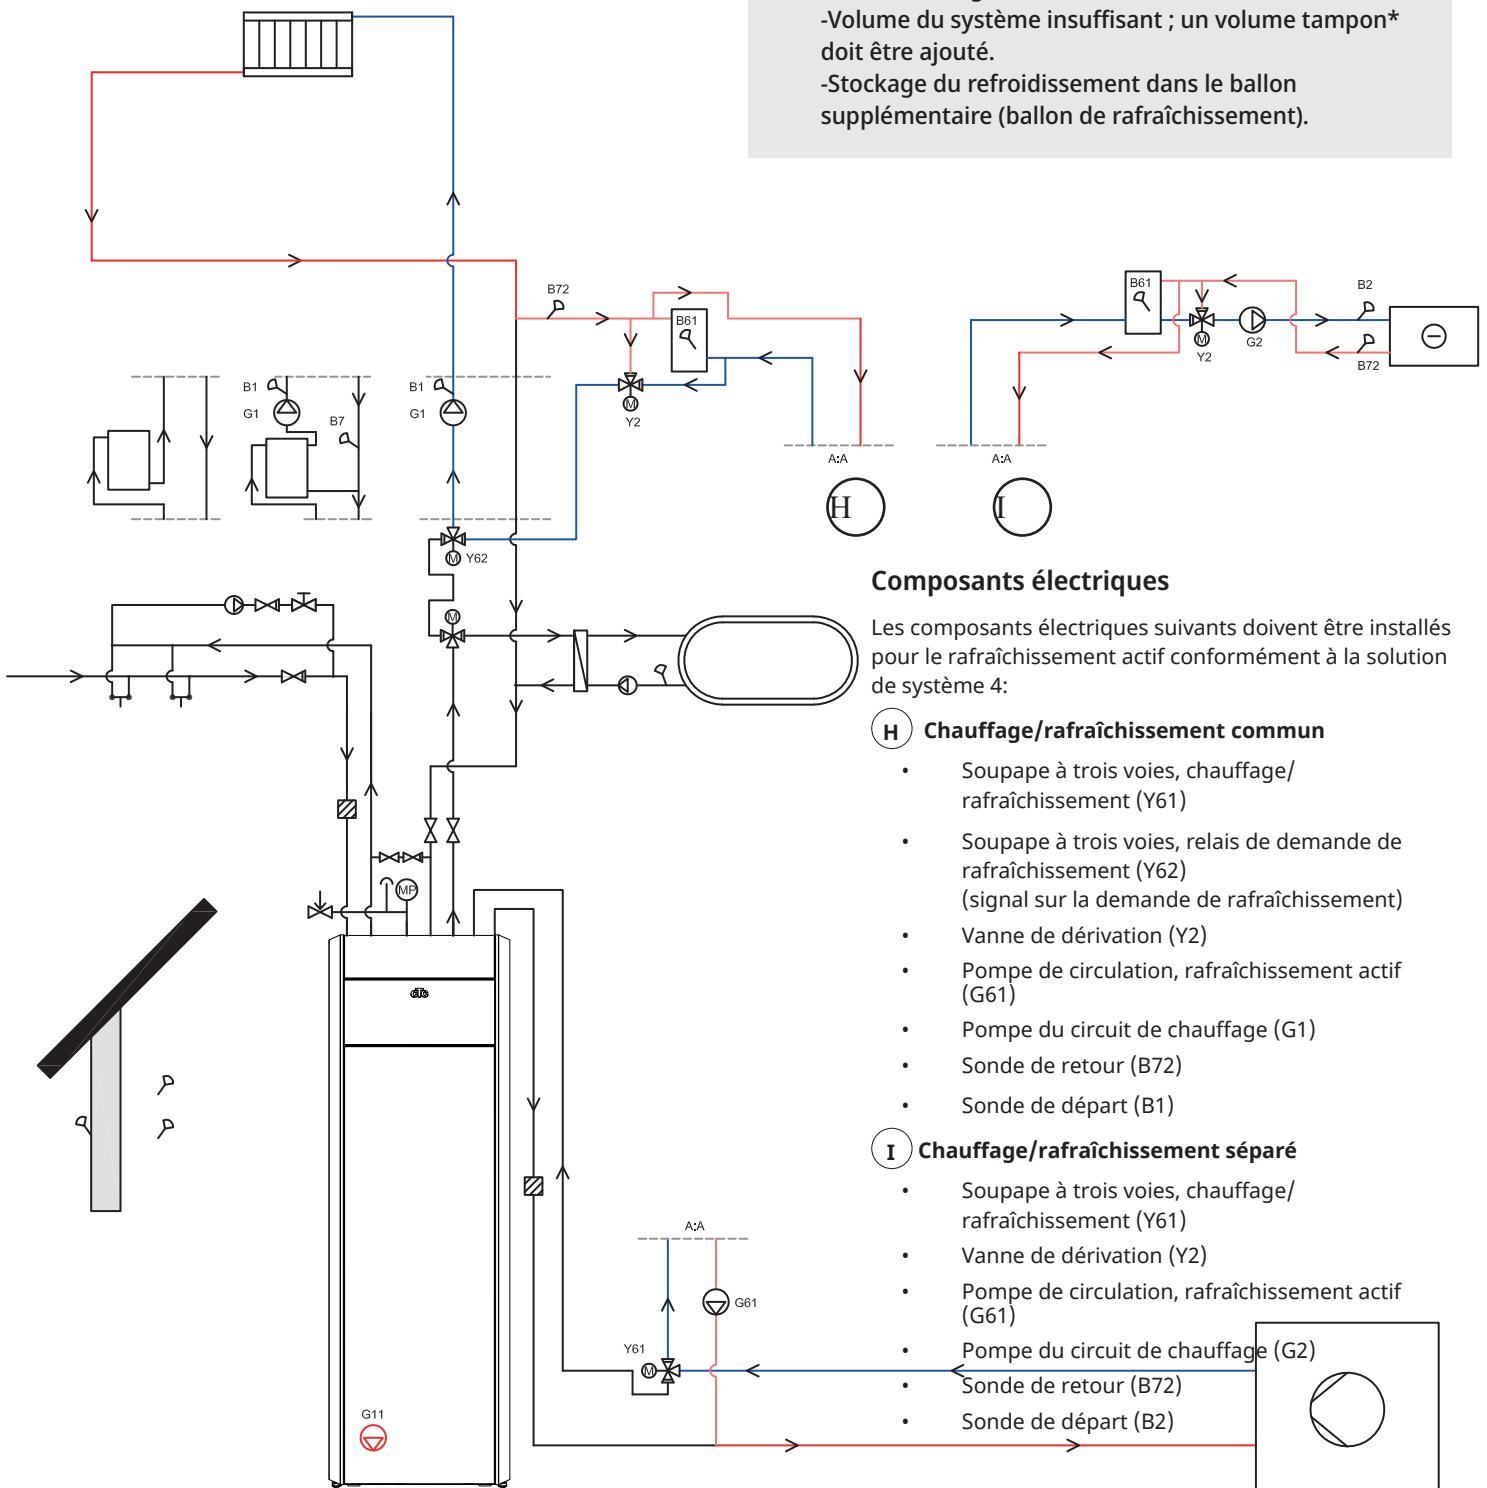 -Volume du système insuffisant ; un volume tampon*
doit être ajouté.
-Stockage du refroidissement dans le ballon
supplémentaire (ballon de rafraîchissement).
B72
B61
B61
B2
Y2
G2
B72
B1
G1
B7
B1
G1
Y2
A:A
A:A
H
I
M
M
M
Y62
M
Composants électriques
Les composants électriques suivants doivent être installés
pour le rafraîchissement actif conformément à la solution
de système 4:
H Chauffage/rafraîchissement commun
• Soupape à trois voies, chauffage/
rafraîchissement (Y61)
• Soupape à trois voies, relais de demande de
rafraîchissement (Y62)
(signal sur la demande de rafraîchissement)
• Vanne de dérivation (Y2)
• Pompe de circulation, rafraîchissement actif
(G61)
• Pompe du circuit de chauffage (G1)
• Sonde de retour (B72)
• Sonde de départ (B1)
I Chauffage/rafraîchissement séparé
• Soupape à trois voies, chauffage/
rafraîchissement (Y61)
• Vanne de dérivation (Y2)
• Pompe de circulation, rafraîchissement actif
(G61)
• Pompe du circuit de chauffage (G2)
• Sonde de retour (B72)
• Sonde de départ (B2)
MP
CTC
A:A
G61
Y61
M
G11